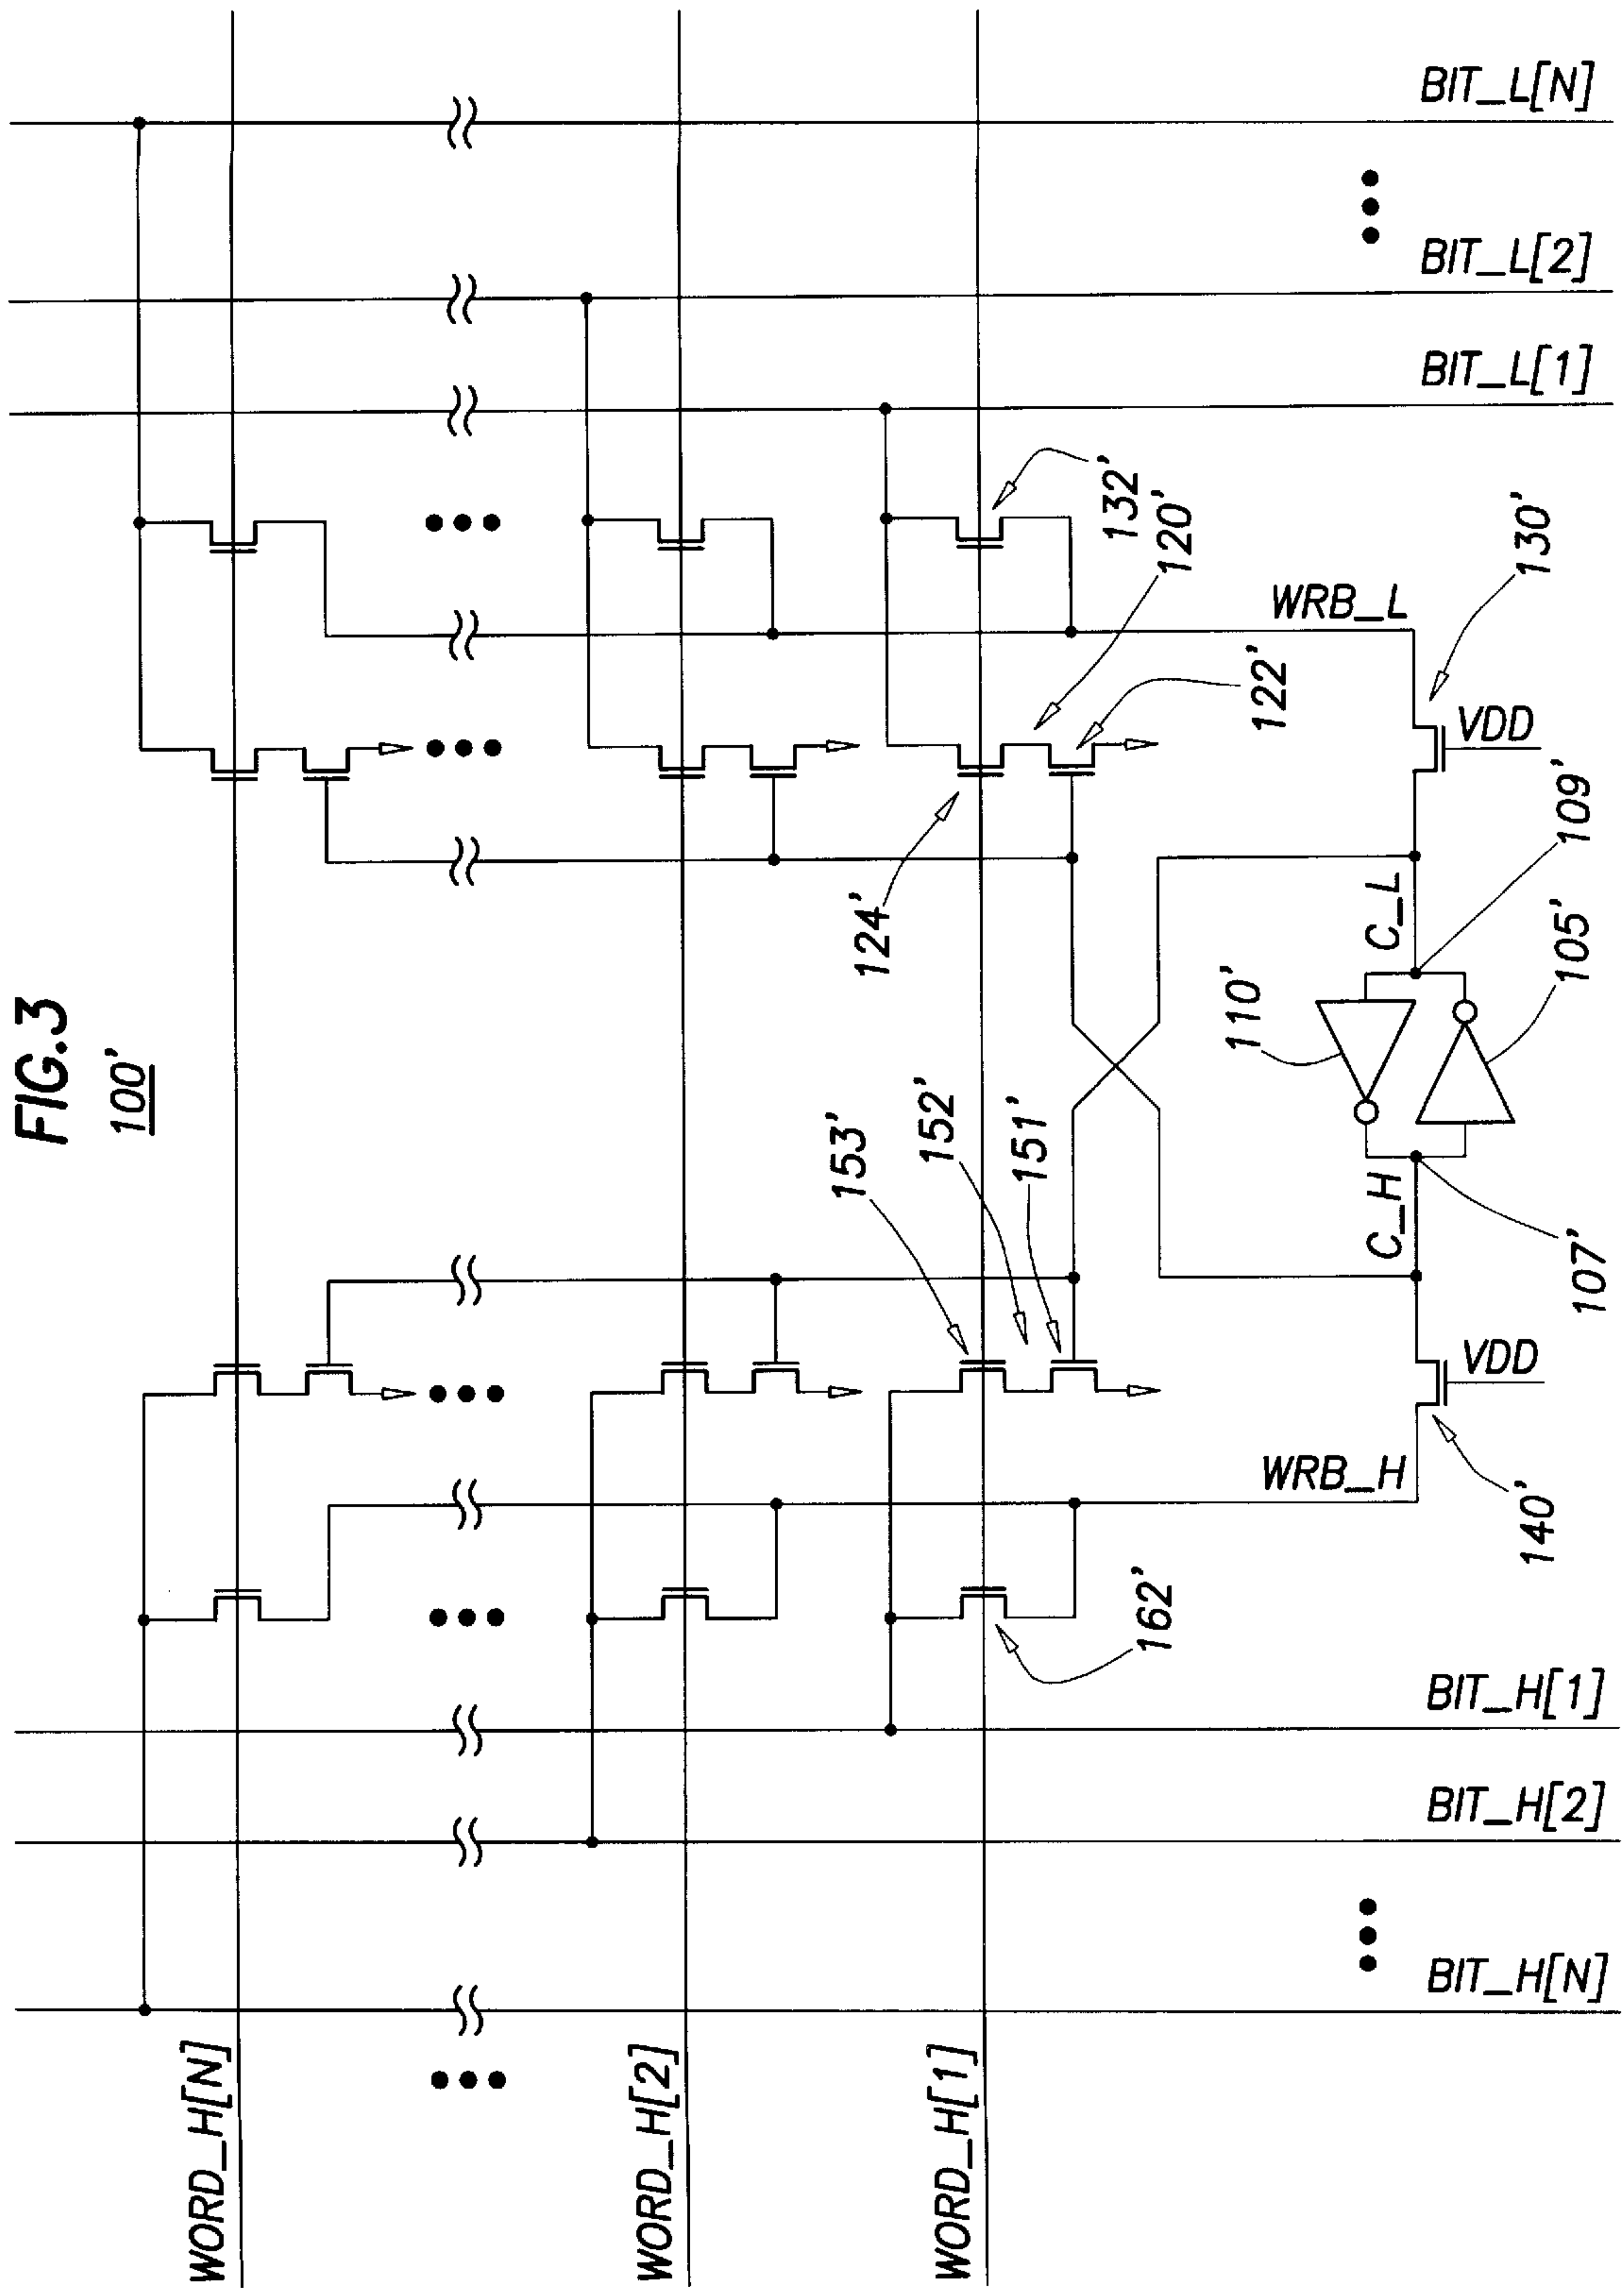 FIG.3
100'
WORD_H[N]
WORD_H[2]
WORD_H[1]
BIT_H[N]
BIT_H[2]
BIT_H[1]
BIT_L[1]
BIT_L[2]
BIT_L[N]
162'
153'
152'
151'
124'
132'
120'
122'
WRB_H
WRB_L
140'
VDD
C_H
107'
110'
105'
C_L
109'
VDD
130'